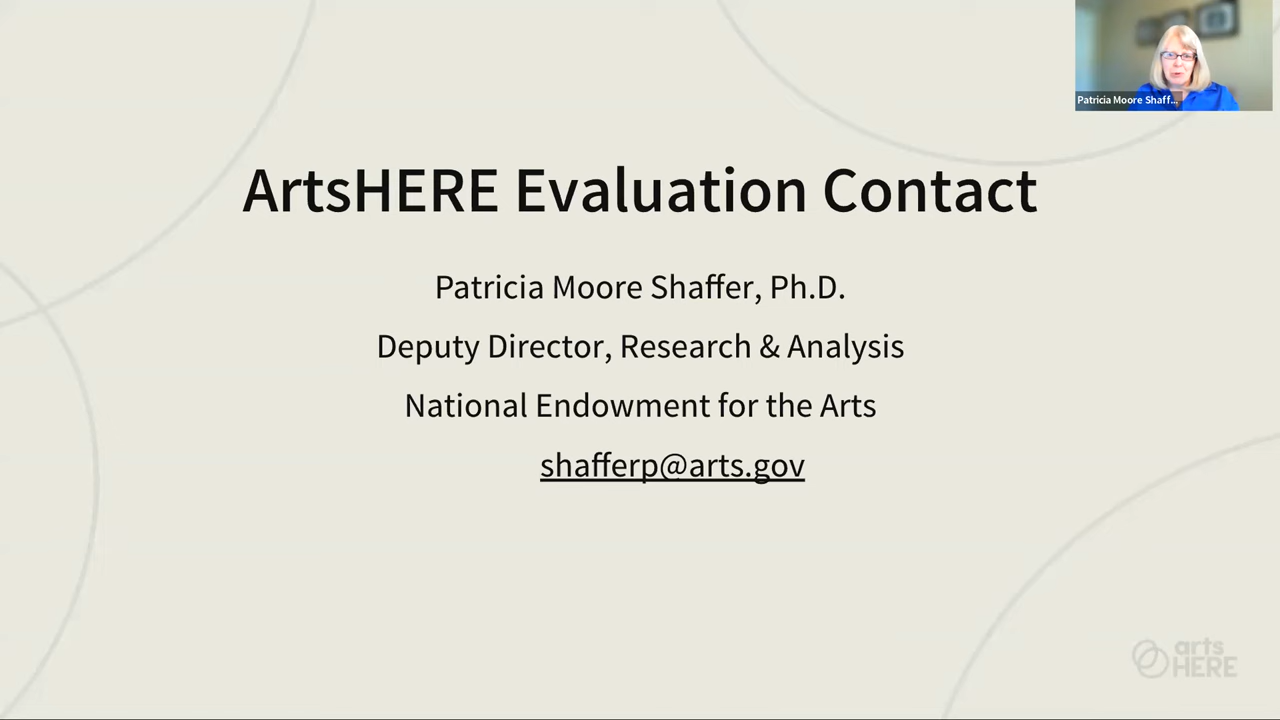 Patricia Moore Shaff...
ArtsHERE Evaluation Contact
Patricia Moore Shaffer, Ph.D.
Deputy Director, Research & Analysis
National Endowment for the Arts
shafferp@arts.gov
arts
HERE